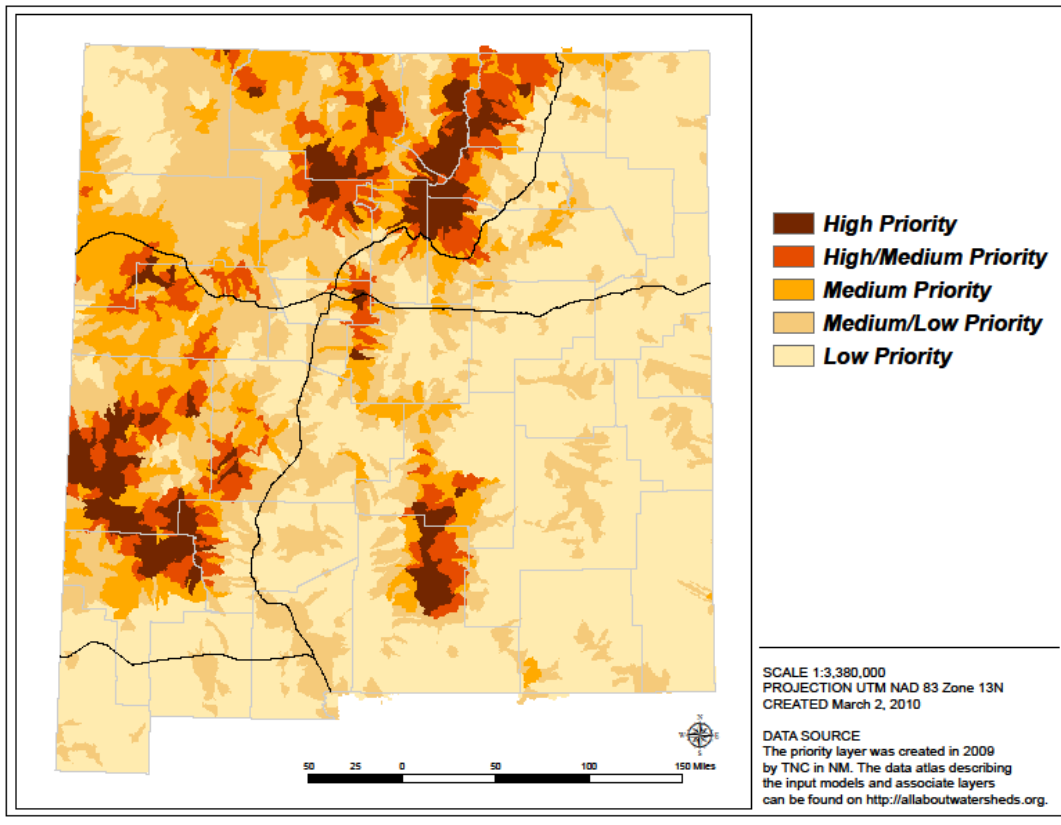 High Priority
High/Medium Priority
Medium Priority
Medium/Low Priority
Low Priority
SCALE 1:3,380,000
PROJECTION UTM NAD 83 Zone 13N
CREATED March 2, 2010
DATA SOURCE
The priority layer was created in 2009
by TNC in NM. The data atlas describing
the input models and associate layers
can be found on http://allaboutwatersheds.org.
N
W E
S
50 25 0 50 100 150 Miles